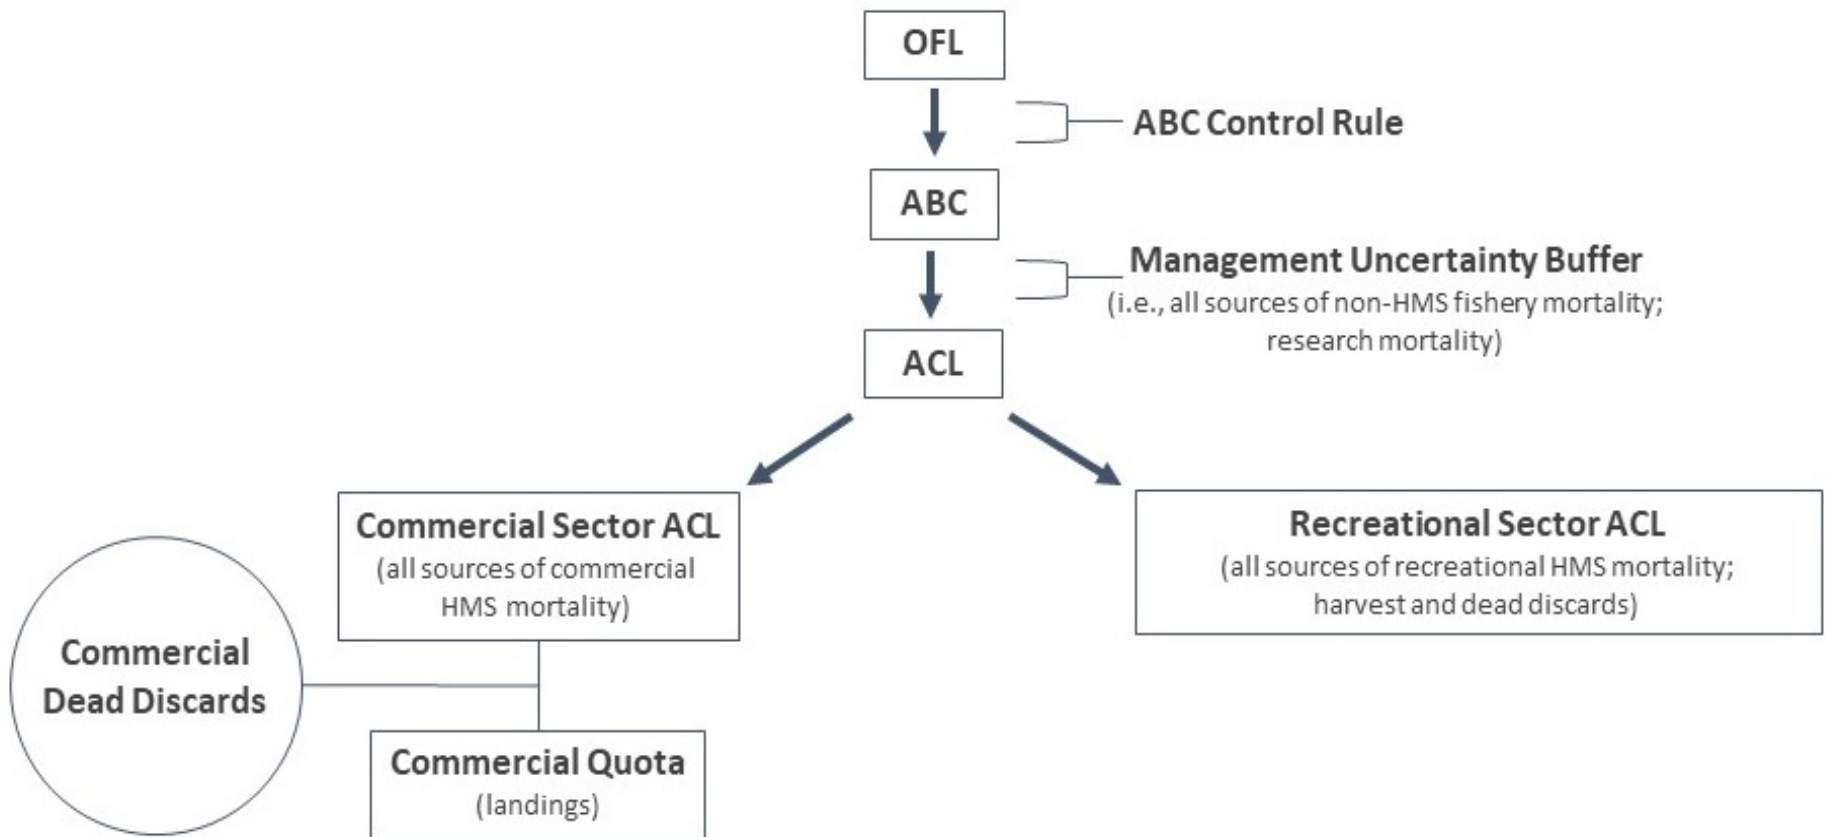 OFL
ABC Control Rule
ABC
Management Uncertainty Buffer
(i.e., all sources of non-HMS fishery mortality;
research mortality)
ACL
Commercial Sector ACL
(all sources of commercial
HMS mortality)
Recreational Sector ACL
(all sources of recreational HMS mortality;
harvest and dead discards)
Commercial
Dead Discards
Commercial Quota
(landings)